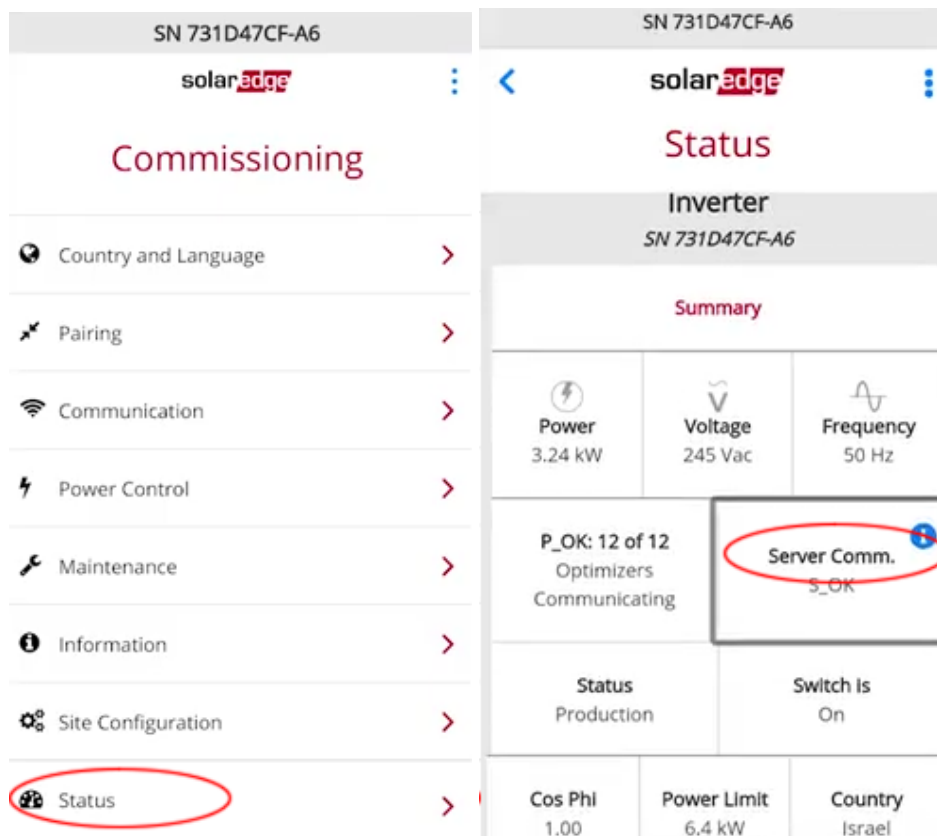 SN 731D47CF-A6
solaredge
Commissioning
Country and Language
Pairing
Communication
Power Control
Maintenance
Information
Site Configuration
Status
SN 731D47CF-A6
solaredge
Status
Inverter
SN 731D47CF-A6
Summary
Power
3.24 kW
Voltage
245 Vac
Frequency
50 Hz
P_OK: 12 of 12
Optimizers
Communicating
Server Comm.
S_OK
Status
Production
Switch is
On
Cos Phi
1.00
Power Limit
6.4 kW
Country
Israel